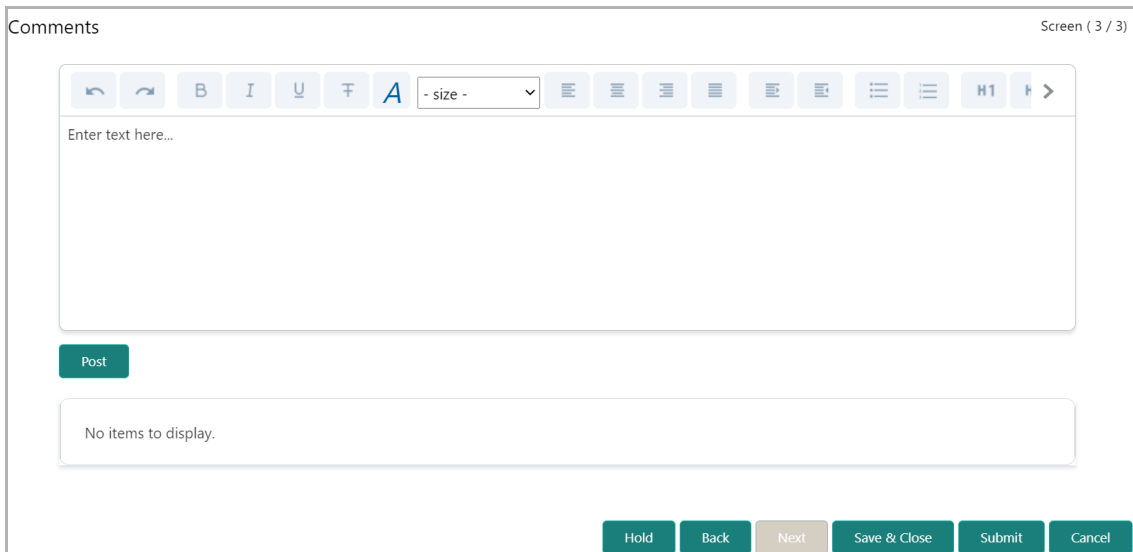 Comments
Screen ( 3 / 3)
B I U T A - size - H1 H
Enter text here...
Post
No items to display.
Hold Back Next Save & Close Submit Cancel